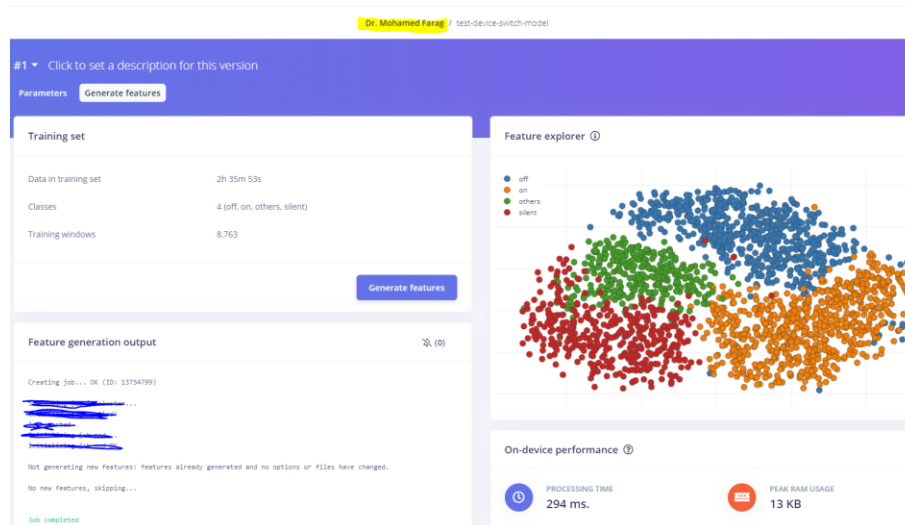 Dr. Mohamed Farag / test-device-switch-model
#1 Click to set a description for this version
Parameters Generate features
Training set
Data in training set 2h 35m 53s
Classes 4 (off, on, others, silent)
Training windows 8,763
Generate features
Feature generation output (0)
Creating job... OK (ID: 13754799)
Not generating new features: features already generated and no options or files have changed.
No new features, skipping...
Job completed
Feature explorer
off
on
others
silent
On-device performance
PROCESSING TIME
294 ms.
PEAK RAM USAGE
13 KB